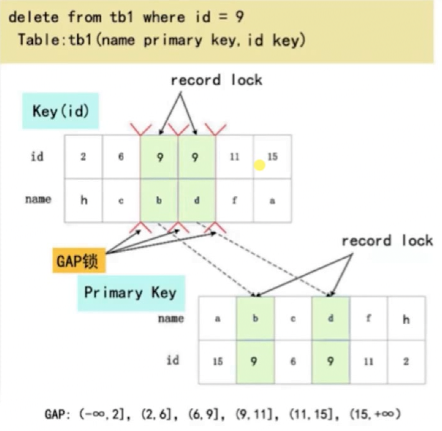 delete from tb1 where id = 9
Table:tb1(name primary key, id key)
record lock
Key(id)
id 2 6 9 9 11 15
name h c b d f a
GAP锁
record lock
Primary Key
name a b c d f h
id 15 9 6 9 11 2
GAP: (-∞,2], (2,6], (6,9], (9,11], (11,15], (15,+∞)